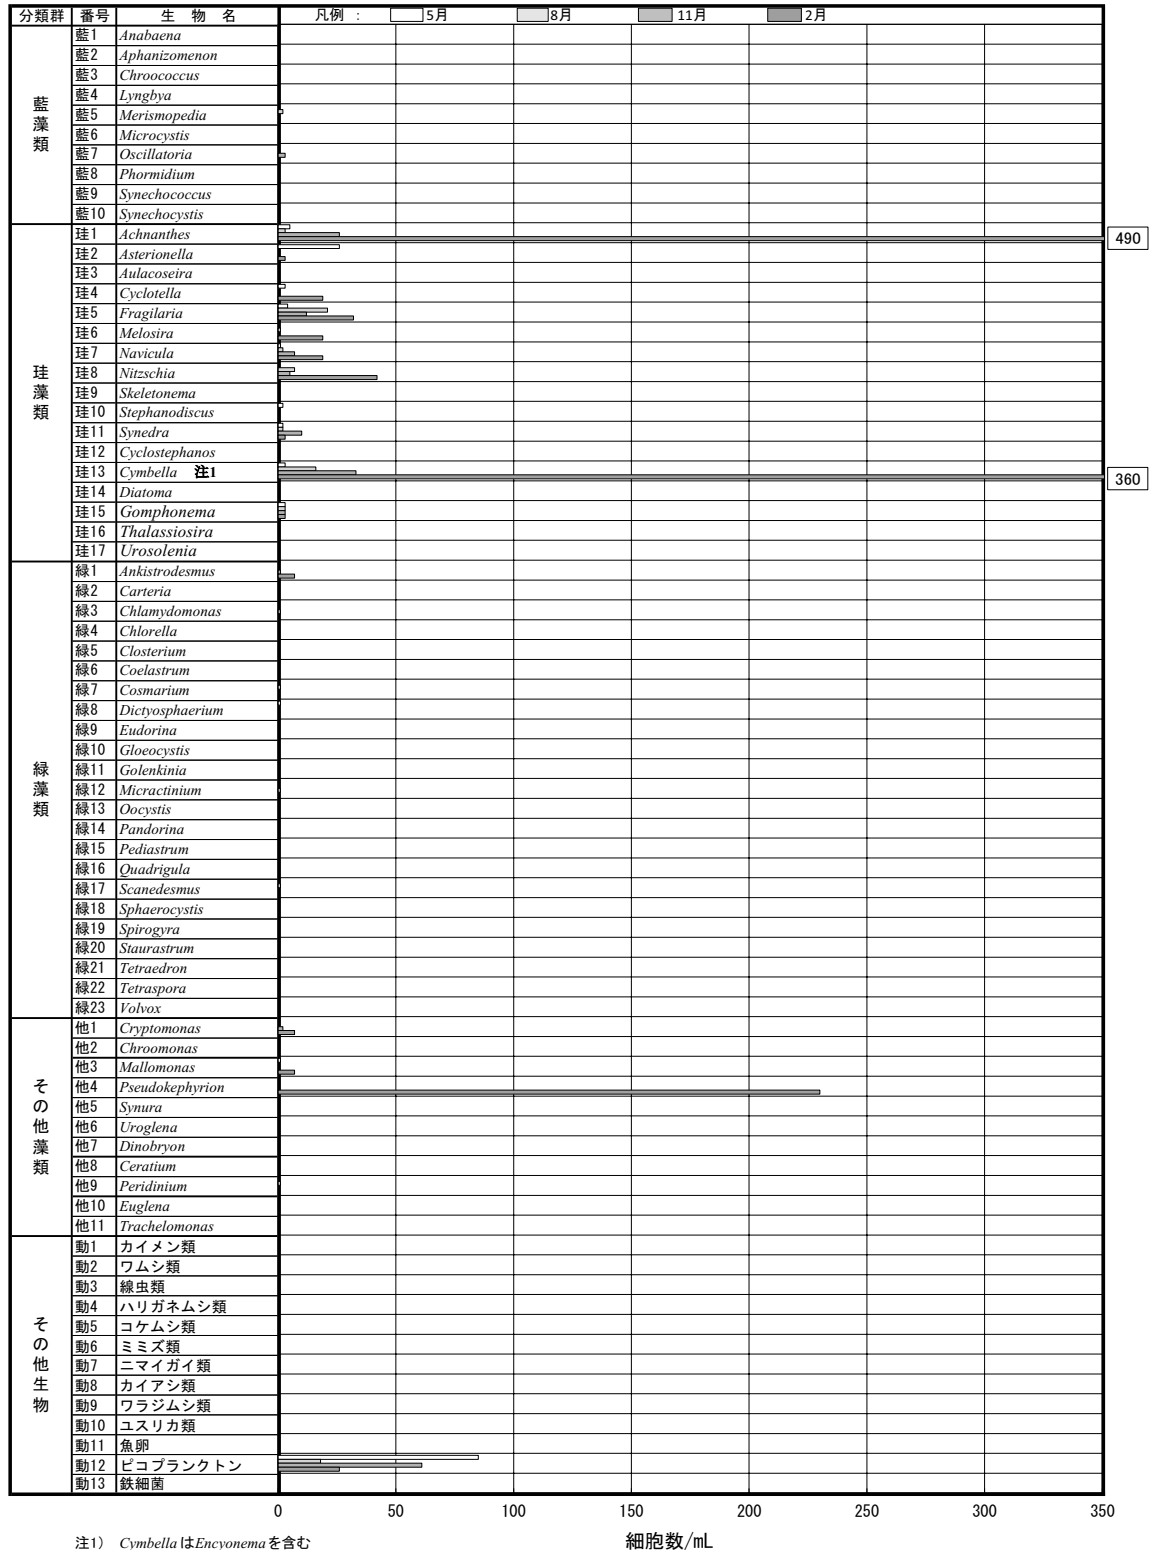 分類群 番号 生 物 名 凡例 : 5月 8月 11月 2月
藍藻類
藍1 Anabaena
藍2 Aphanizomenon
藍3 Chroococcus
藍4 Lyngbya
藍5 Merismopedia
藍6 Microcystis
藍7 Oscillatoria
藍8 Phormidium
藍9 Synechococcus
藍10 Synechocystis
珪藻類
珪1 Achnanthes 490
珪2 Asterionella
珪3 Aulacoseira
珪4 Cyclotella
珪5 Fragilaria
珪6 Melosira
珪7 Navicula
珪8 Nitzschia
珪9 Skeletonema
珪10 Stephanodiscus
珪11 Synedra
珪12 Cyclostephanos
珪13 Cymbella 注1 360
珪14 Diatoma
珪15 Gomphonema
珪16 Thalassiosira
珪17 Urosolenia
緑藻類
緑1 Ankistrodesmus
緑2 Carteria
緑3 Chlamydomonas
緑4 Chlorella
緑5 Closterium
緑6 Coelastrum
緑7 Cosmarium
緑8 Dictyosphaerium
緑9 Eudorina
緑10 Gloeocystis
緑11 Golenkinia
緑12 Micractinium
緑13 Oocystis
緑14 Pandorina
緑15 Pediastrum
緑16 Quadrigula
緑17 Scanedesmus
緑18 Sphaerocystis
緑19 Spirogyra
緑20 Staurastrum
緑21 Tetraedron
緑22 Tetraspora
緑23 Volvox
その他藻類
他1 Cryptomonas
他2 Chroomonas
他3 Mallomonas
他4 Pseudokephyrion
他5 Synura
他6 Uroglena
他7 Dinobryon
他8 Ceratium
他9 Peridinium
他10 Euglena
他11 Trachelomonas
その他生物
動1 カイメン類
動2 ワムシ類
動3 線虫類
動4 ハリガネムシ類
動5 コケムシ類
動6 ミミズ類
動7 ニマイガイ類
動8 カイアシ類
動9 ワラジムシ類
動10 ユスリカ類
動11 魚卵
動12 ピコプランクトン
動13 鉄細菌
0 50 100 150 200 250 300 350
注1) CymbellaはEncyonemaを含む 細胞数/mL